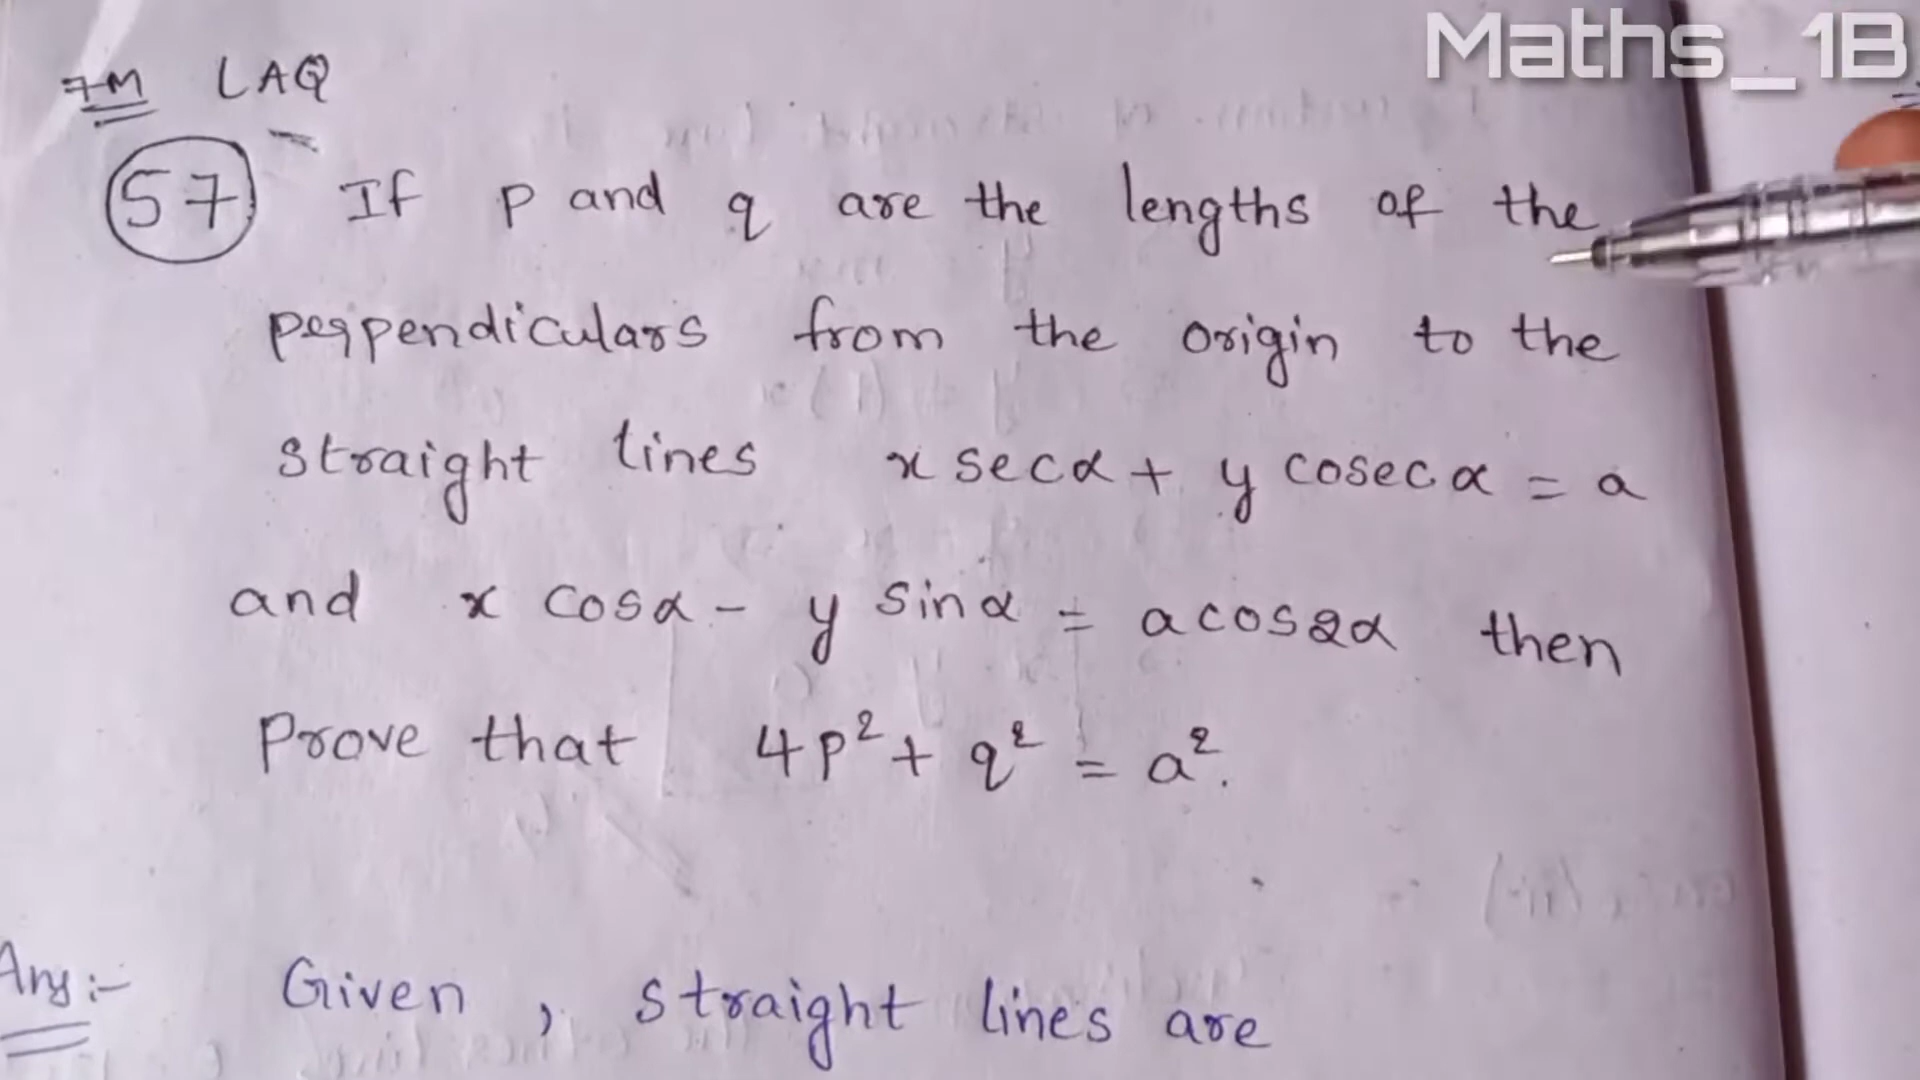 Maths_1B
7M LAQ
57 If p and q are the lengths of the
perpendiculars from the origin to the
straight lines x secα + y cosecα = a
and x cosα - y sinα = a cos2α then
Prove that 4p² + q² = a².
Ans:- Given, straight lines are